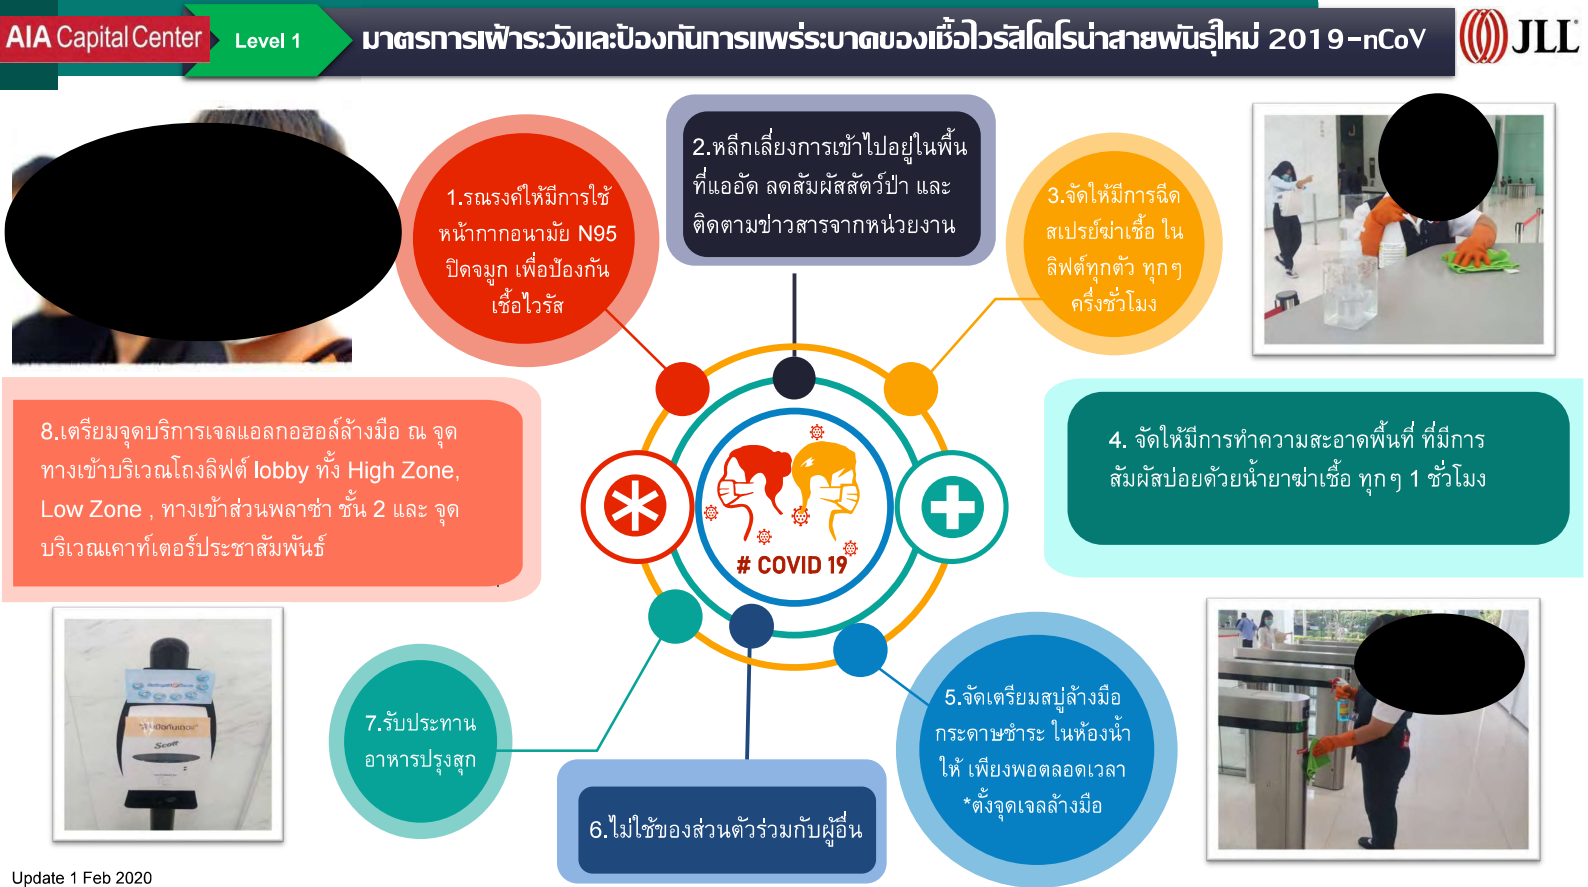 AIA Capital Center
Level 1
มาตรการเฝ้าระวังและป้องกันการแพร่ระบาดของเชื้อไวรัสโคโรน่าสายพันธุ์ใหม่ 2019-nCoV
JLL
1.รณรงค์ให้มีการใช้
หน้ากากอนามัย N95
ปิดจมูก เพื่อป้องกัน
เชื้อไวรัส
2.หลีกเลี่ยงการเข้าไปอยู่ในพื้น
ที่แออัด ลดสัมผัสสัตว์ป่า และ
ติดตามข่าวสารจากหน่วยงาน
3.จัดให้มีการฉีด
สเปรย์ฆ่าเชื้อ ใน
ลิฟต์ทุกตัว ทุกๆ
ครึ่งชั่วโมง
4. จัดให้มีการทำความสะอาดพื้นที่ ที่มีการ
สัมผัสบ่อยด้วยน้ำยาฆ่าเชื้อ ทุกๆ 1 ชั่วโมง
5.จัดเตรียมสบู่ล้างมือ
กระดาษชำระ ในห้องน้ำ
ให้ เพียงพอตลอดเวลา
*ตั้งจุดเจลล้างมือ
6.ไม่ใช้ของส่วนตัวร่วมกับผู้อื่น
7.รับประทาน
อาหารปรุงสุก
8.เตรียมจุดบริการเจลแอลกอฮอล์ล้างมือ ณ จุด
ทางเข้าบริเวณโถงลิฟต์ lobby ทั้ง High Zone,
Low Zone , ทางเข้าส่วนพลาซ่า ชั้น 2 และ จุด
บริเวณเคาท์เตอร์ประชาสัมพันธ์
# COVID 19
Scott
Update 1 Feb 2020